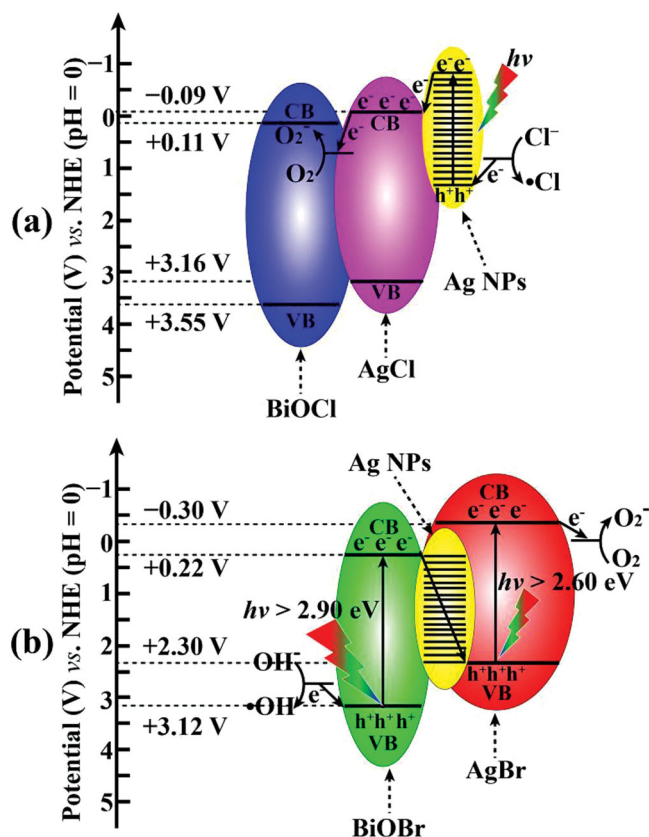 (a)
Potential (V) vs. NHE (pH = 0)
−1
0
1
2
3
4
5
−0.09 V
+0.11 V
+3.16 V
+3.55 V
CB
O₂⁻
O₂
VB
BiOCl
e⁻ e⁻ e⁻
CB
e⁻
VB
AgCl
e⁻ e⁻
e⁻
h⁺h⁺
Ag NPs
hν
Cl⁻
•Cl
e⁻
(b)
Potential (V) vs. NHE (pH = 0)
−1
0
1
2
3
4
5
−0.30 V
+0.22 V
+2.30 V
+3.12 V
Ag NPs
CB
e⁻ e⁻ e⁻
hν > 2.90 eV
OH⁻
•OH
e⁻
h⁺h⁺ h⁺
VB
BiOBr
CB
e⁻ e⁻ e⁻
e⁻
O₂⁻
O₂
hν > 2.60 eV
h⁺h⁺h⁺
VB
AgBr